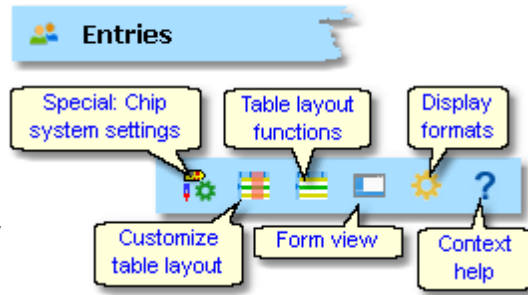 Entries
Special: Chip
system settings
Table layout
functions
Display
formats
?
Customize
table layout
Form view
Context
help